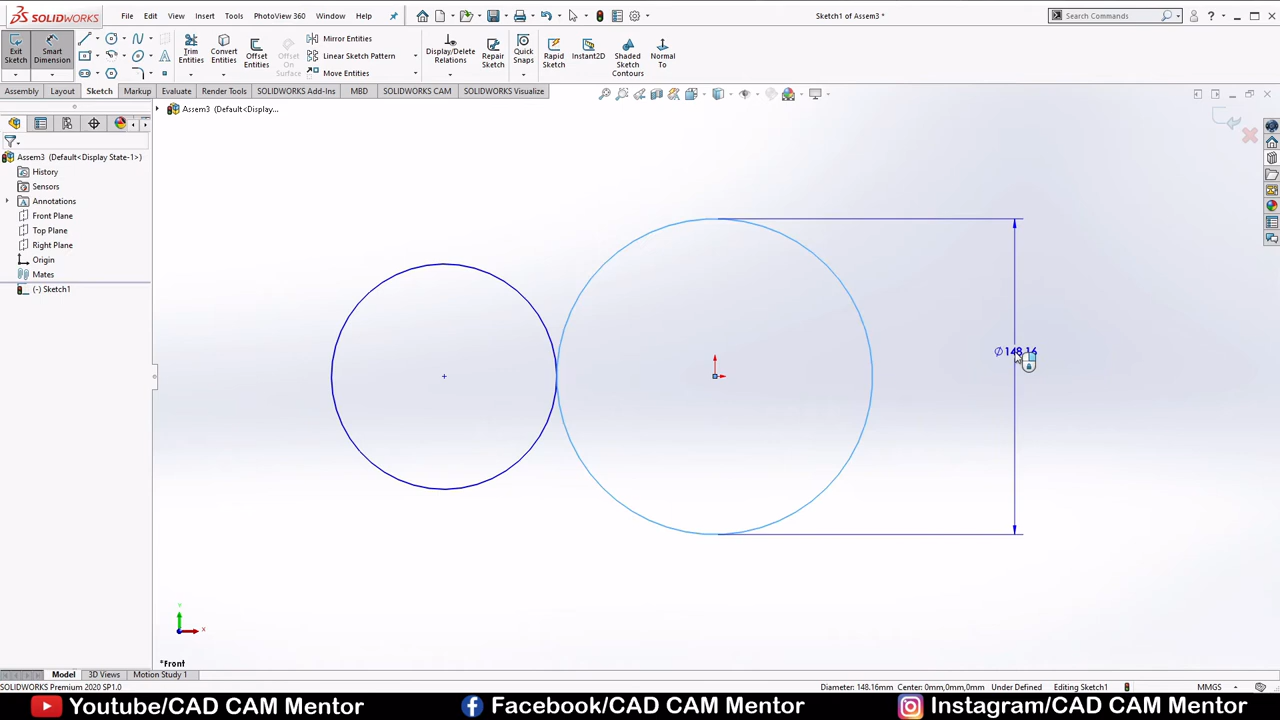 SOLIDWORKS File Edit View Insert Tools PhotoView 360 Window Help Sketch1 of Assem3 * Search Commands
Exit Sketch Smart Dimension Trim Entities Convert Entities Offset Entities Offset On Surface Mirror Entities Linear Sketch Pattern Move Entities Display/Delete Relations Repair Sketch Quick Snaps Rapid Sketch Instant2D Shaded Sketch Contours Normal To
Assembly Layout Sketch Markup Evaluate Render Tools SOLIDWORKS Add-Ins MBD SOLIDWORKS CAM SOLIDWORKS Visualize
Assem3 (Default<Display...
Assem3 (Default<Display State-1>)
History
Sensors
Annotations
Front Plane
Top Plane
Right Plane
Origin
Mates
(-) Sketch1
Ø148.16
Y
X
*Front
Model 3D Views Motion Study 1
SOLIDWORKS Premium 2020 SP1.0 Diameter: 148.16mm Center: 0mm,0mm,0mm Under Defined Editing Sketch1 MMGS
Youtube/CAD CAM Mentor Facebook/CAD CAM Mentor Instagram/CAD CAM Mentor